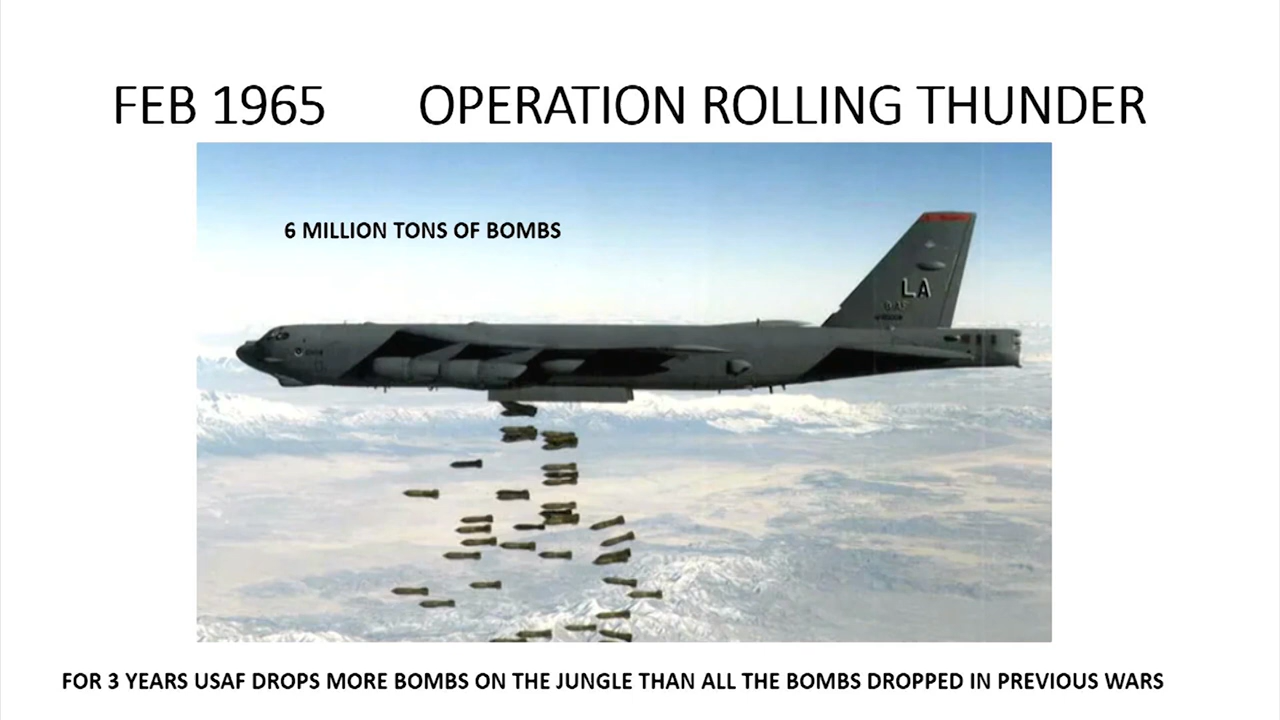 FEB 1965 OPERATION ROLLING THUNDER
6 MILLION TONS OF BOMBS
LA
FOR 3 YEARS USAF DROPS MORE BOMBS ON THE JUNGLE THAN ALL THE BOMBS DROPPED IN PREVIOUS WARS